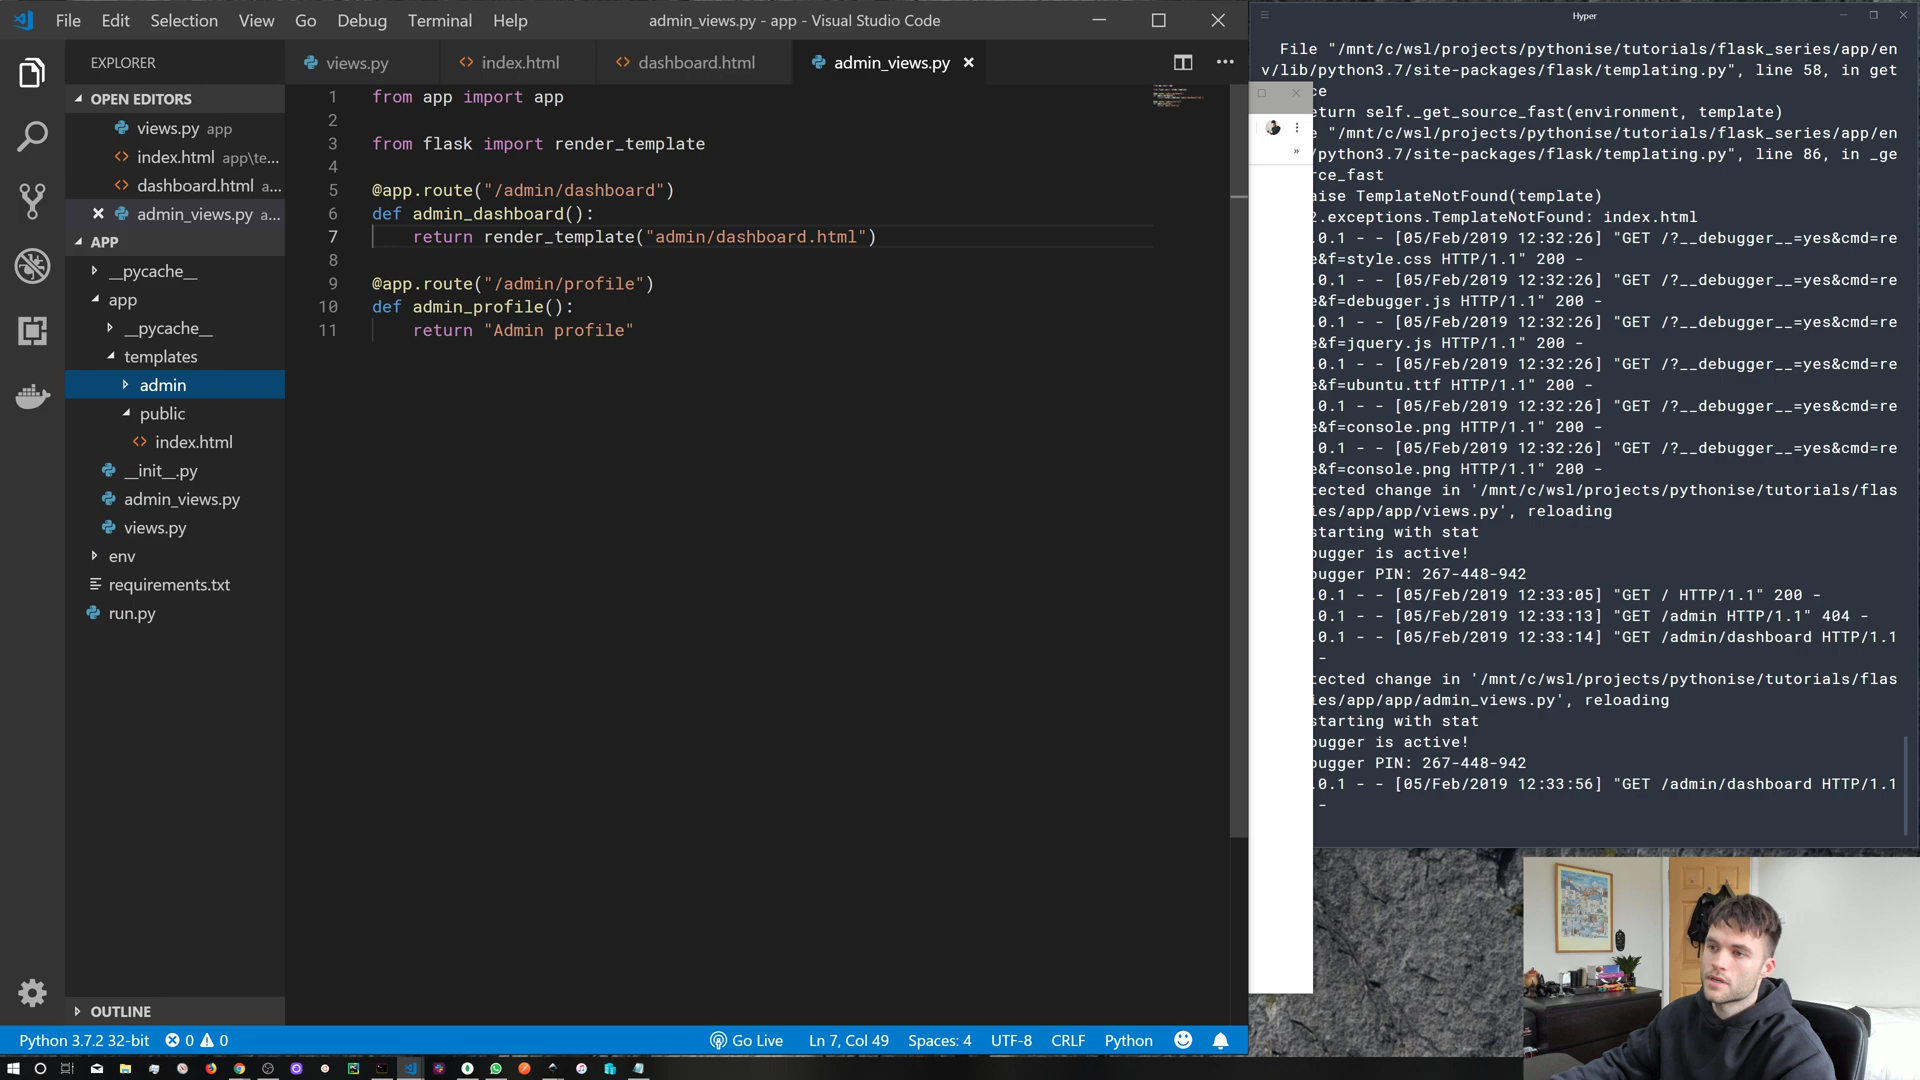 File Edit Selection View Go Debug Terminal Help
admin_views.py - app - Visual Studio Code
EXPLORER
OPEN EDITORS
views.py app
index.html app\te...
dashboard.html a...
admin_views.py a...
APP
__pycache__
app
__pycache__
templates
admin
public
index.html
__init__.py
admin_views.py
views.py
env
requirements.txt
run.py
OUTLINE
views.py
index.html
dashboard.html
admin_views.py
1 from app import app
2
3 from flask import render_template
4
5 @app.route("/admin/dashboard")
6 def admin_dashboard():
7 return render_template("admin/dashboard.html")
8
9 @app.route("/admin/profile")
10 def admin_profile():
11 return "Admin profile"
Python 3.7.2 32-bit 0 0 Go Live Ln 7, Col 49 Spaces: 4 UTF-8 CRLF Python
Hyper
File "/mnt/c/wsl/projects/pythonise/tutorials/flask_series/app/en
v/lib/python3.7/site-packages/flask/templating.py", line 58, in get
ce
eturn self._get_source_fast(environment, template)
e "/mnt/c/wsl/projects/pythonise/tutorials/flask_series/app/en
/python3.7/site-packages/flask/templating.py", line 86, in _ge
rce_fast
aise TemplateNotFound(template)
2.exceptions.TemplateNotFound: index.html
.0.1 - - [05/Feb/2019 12:32:26] "GET /?__debugger__=yes&cmd=re
e&f=style.css HTTP/1.1" 200 -
.0.1 - - [05/Feb/2019 12:32:26] "GET /?__debugger__=yes&cmd=re
e&f=debugger.js HTTP/1.1" 200 -
.0.1 - - [05/Feb/2019 12:32:26] "GET /?__debugger__=yes&cmd=re
e&f=jquery.js HTTP/1.1" 200 -
.0.1 - - [05/Feb/2019 12:32:26] "GET /?__debugger__=yes&cmd=re
e&f=ubuntu.ttf HTTP/1.1" 200 -
.0.1 - - [05/Feb/2019 12:32:26] "GET /?__debugger__=yes&cmd=re
e&f=console.png HTTP/1.1" 200 -
.0.1 - - [05/Feb/2019 12:32:26] "GET /?__debugger__=yes&cmd=re
e&f=console.png HTTP/1.1" 200 -
tected change in '/mnt/c/wsl/projects/pythonise/tutorials/flas
ies/app/app/views.py', reloading
starting with stat
bugger is active!
bugger PIN: 267-448-942
.0.1 - - [05/Feb/2019 12:33:05] "GET / HTTP/1.1" 200 -
.0.1 - - [05/Feb/2019 12:33:13] "GET /admin HTTP/1.1" 404 -
.0.1 - - [05/Feb/2019 12:33:14] "GET /admin/dashboard HTTP/1.1
-
tected change in '/mnt/c/wsl/projects/pythonise/tutorials/flas
ies/app/app/admin_views.py', reloading
starting with stat
bugger is active!
bugger PIN: 267-448-942
.0.1 - - [05/Feb/2019 12:33:56] "GET /admin/dashboard HTTP/1.1
-